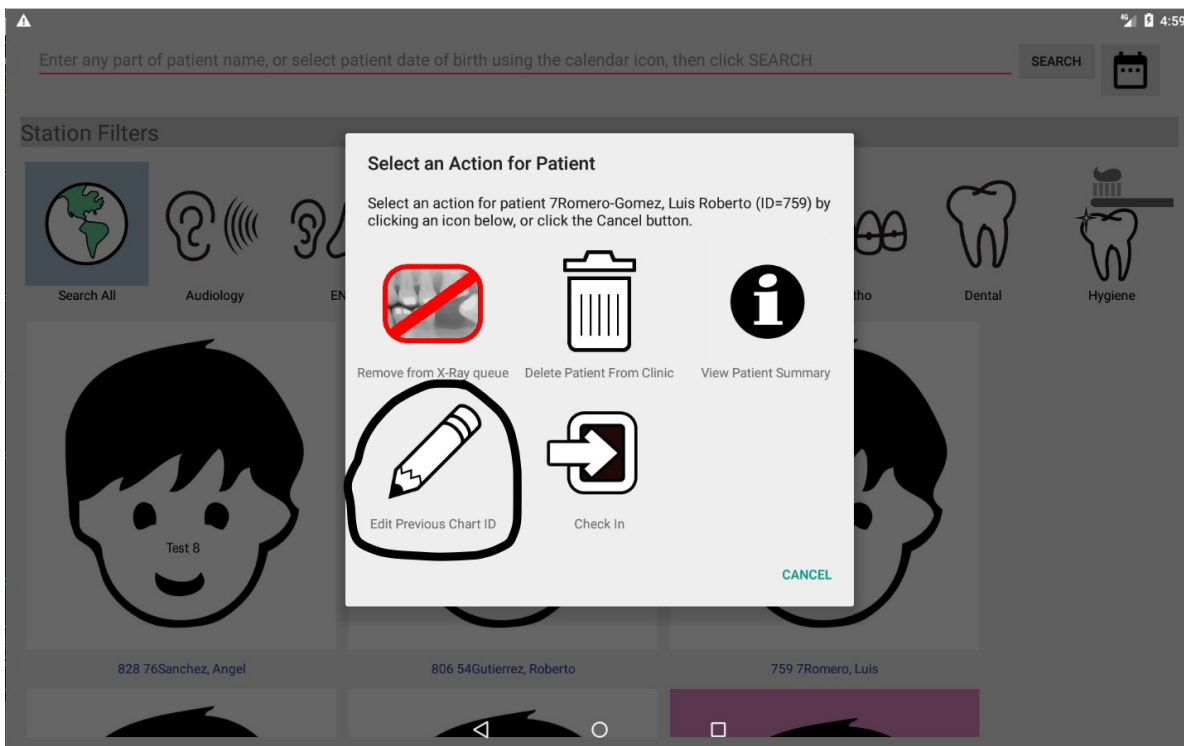 4G 4:59
Enter any part of patient name, or select patient date of birth using the calendar icon, then click SEARCH
SEARCH
Station Filters
Select an Action for Patient
Select an action for patient 7Romero-Gomez, Luis Roberto (ID=759) by
clicking an icon below, or click the Cancel button.
Search All
Audiology
EN
tho
Dental
Hygiene
Remove from X-Ray queue
Delete Patient From Clinic
View Patient Summary
Edit Previous Chart ID
Check In
Test 8
CANCEL
828 76Sanchez, Angel
806 54Gutierrez, Roberto
759 7Romero, Luis